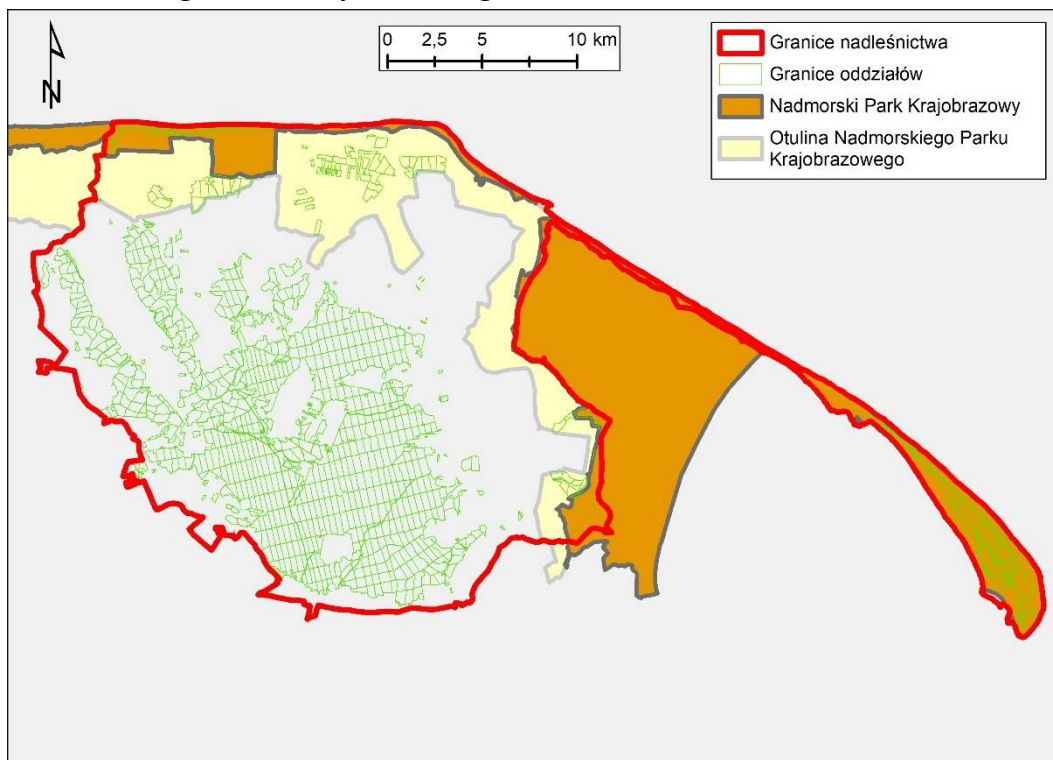 N
0 2,5 5 10 km
Granice nadleśnictwa
Granice oddziałów
Nadmorski Park Krajobrazowy
Otulina Nadmorskiego Parku
Krajobrazowego